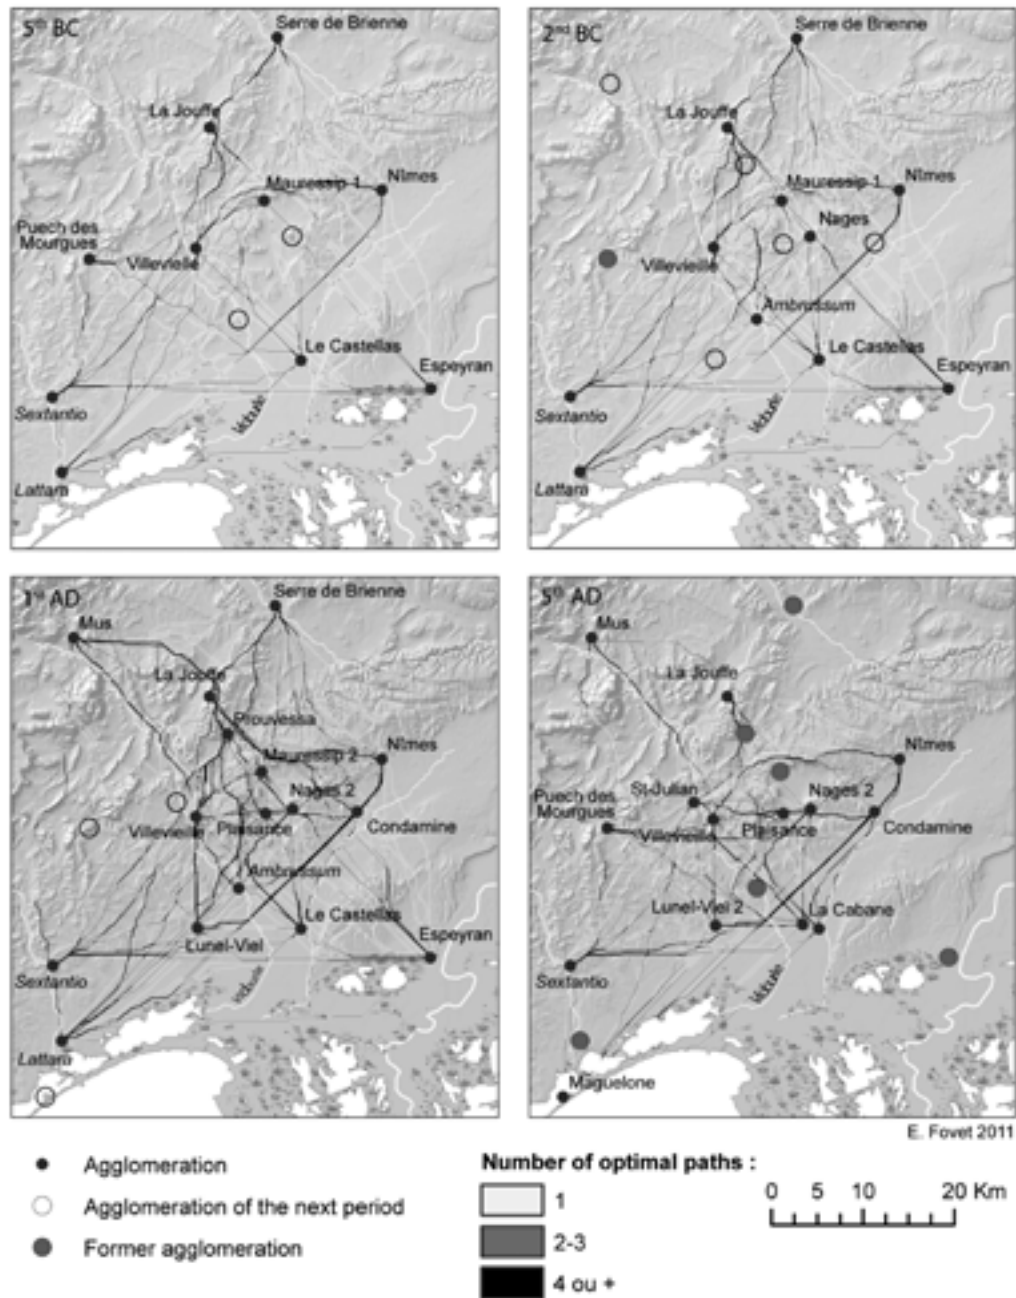 5th BC
Serre de Brienne
La Jouffe
Mauressip 1
Nîmes
Puech des
Mourgues
Villevieille
Le Castellas
Espeyran
Sextantio
Vidourle
Lattara
2nd BC
Serre de Brienne
La Jouffe
Mauressip 1
Nîmes
Nages
Villevieille
Ambrussum
Le Castellas
Espeyran
Sextantio
Vidourle
Lattara
1st AD
Serre de Brienne
Mus
La Jouffe
Prouvessa
Mauressip 2
Nîmes
Nages 2
Villevieille
Plaisance
Condamine
Ambrussum
Le Castellas
Lunel-Viel
Espeyran
Sextantio
Vidourle
Lattara
5th AD
Mus
La Jouffe
Nîmes
St-Julian
Nages 2
Puech des
Mourgues
Villevieille
Plaisance
Condamine
Lunel-Viel 2
La Cabane
Sextantio
Vidourle
Maguelone
E. Fovet 2011
Agglomeration
Agglomeration of the next period
Former agglomeration
Number of optimal paths :
1
2-3
4 ou +
0 5 10 20 Km